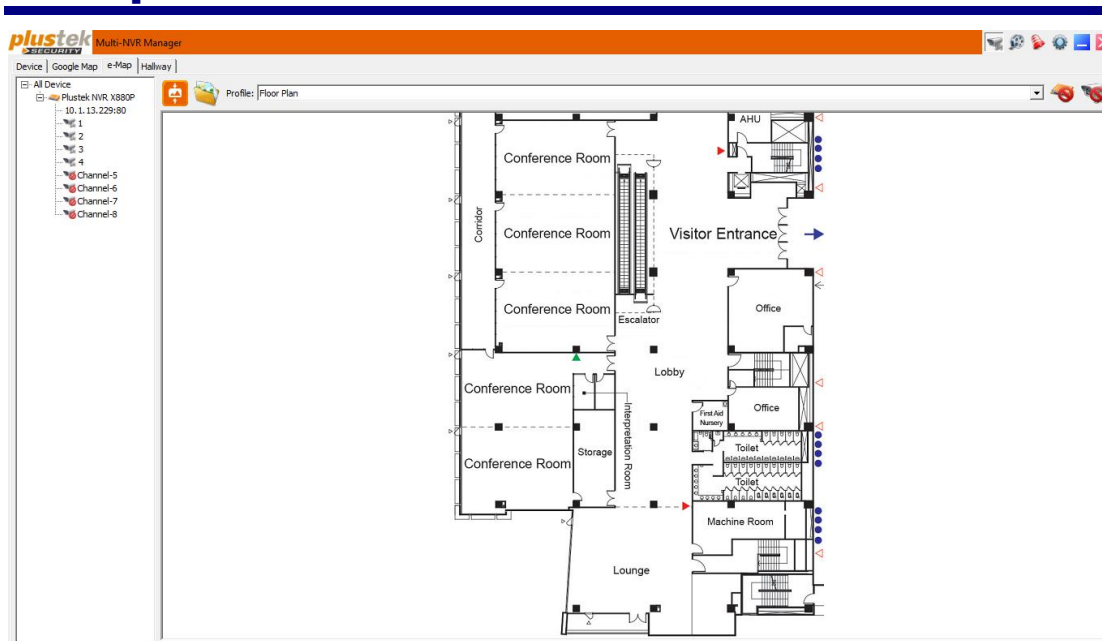 plustek
SECURITY
Multi-NVR Manager
Device
Google Map
e-Map
Hallway
All Device
Plustek NVR X880P
10.1.13.229:80
1
2
3
4
Channel-5
Channel-6
Channel-7
Channel-8
Profile: Floor Plan
AHU
Conference Room
Corridor
Conference Room
Visitor Entrance
Conference Room
Escalator
Office
Lobby
Conference Room
Interpretation Room
First Aid
Nursery
Office
Storage
Toilet
Conference Room
Toilet
Machine Room
Lounge